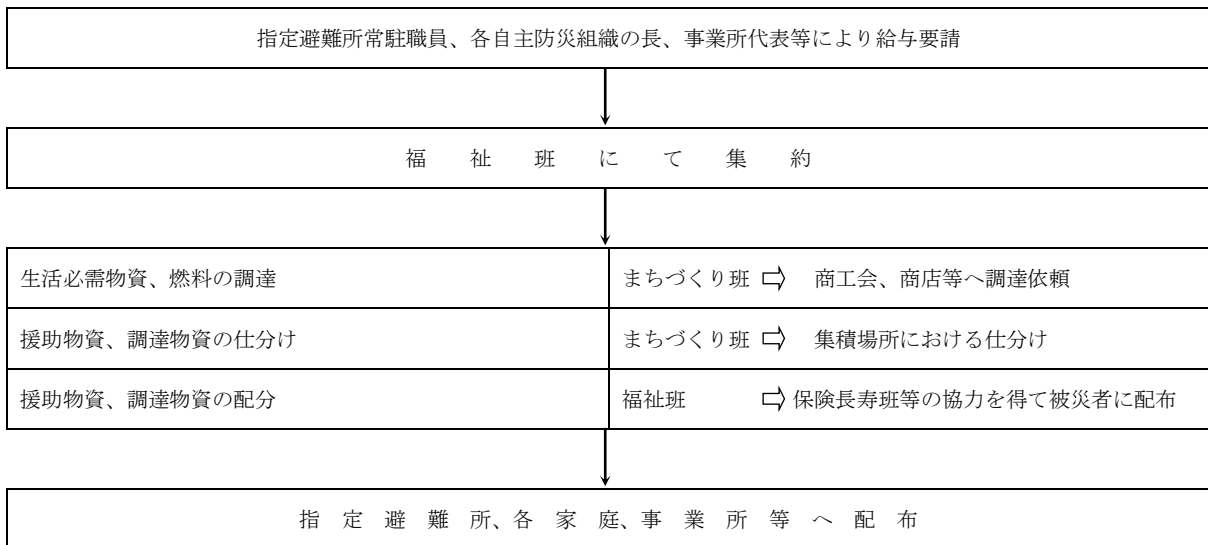 指定避難所常駐職員、各自主防災組織の長、事業所代表等により給与要請
福祉班にて集約
生活必需物資、燃料の調達
まちづくり班 ⇨ 商工会、商店等へ調達依頼
援助物資、調達物資の仕分け
まちづくり班 ⇨ 集積場所における仕分け
援助物資、調達物資の配分
福祉班 ⇨ 保険長寿班等の協力を得て被災者に配布
指定避難所、各家庭、事業所等へ配布